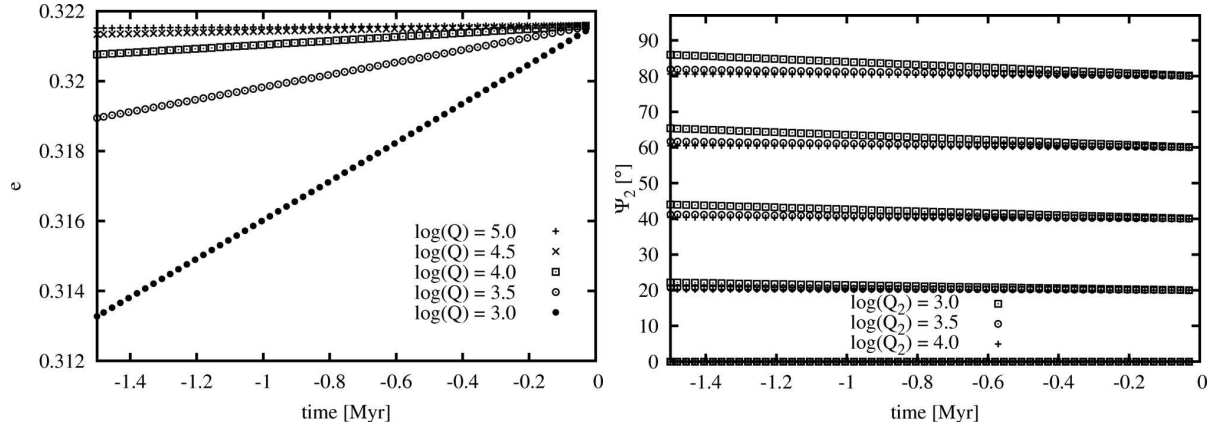 0.322
0.32
0.318
0.316
0.314
0.312
e
log(Q) = 5.0
log(Q) = 4.5
log(Q) = 4.0
log(Q) = 3.5
log(Q) = 3.0
-1.4 -1.2 -1 -0.8 -0.6 -0.4 -0.2 0
time [Myr]
90
80
70
60
50
40
30
20
10
0
Ψ₂ [°]
log(Q₂) = 3.0
log(Q₂) = 3.5
log(Q₂) = 4.0
-1.4 -1.2 -1 -0.8 -0.6 -0.4 -0.2 0
time [Myr]